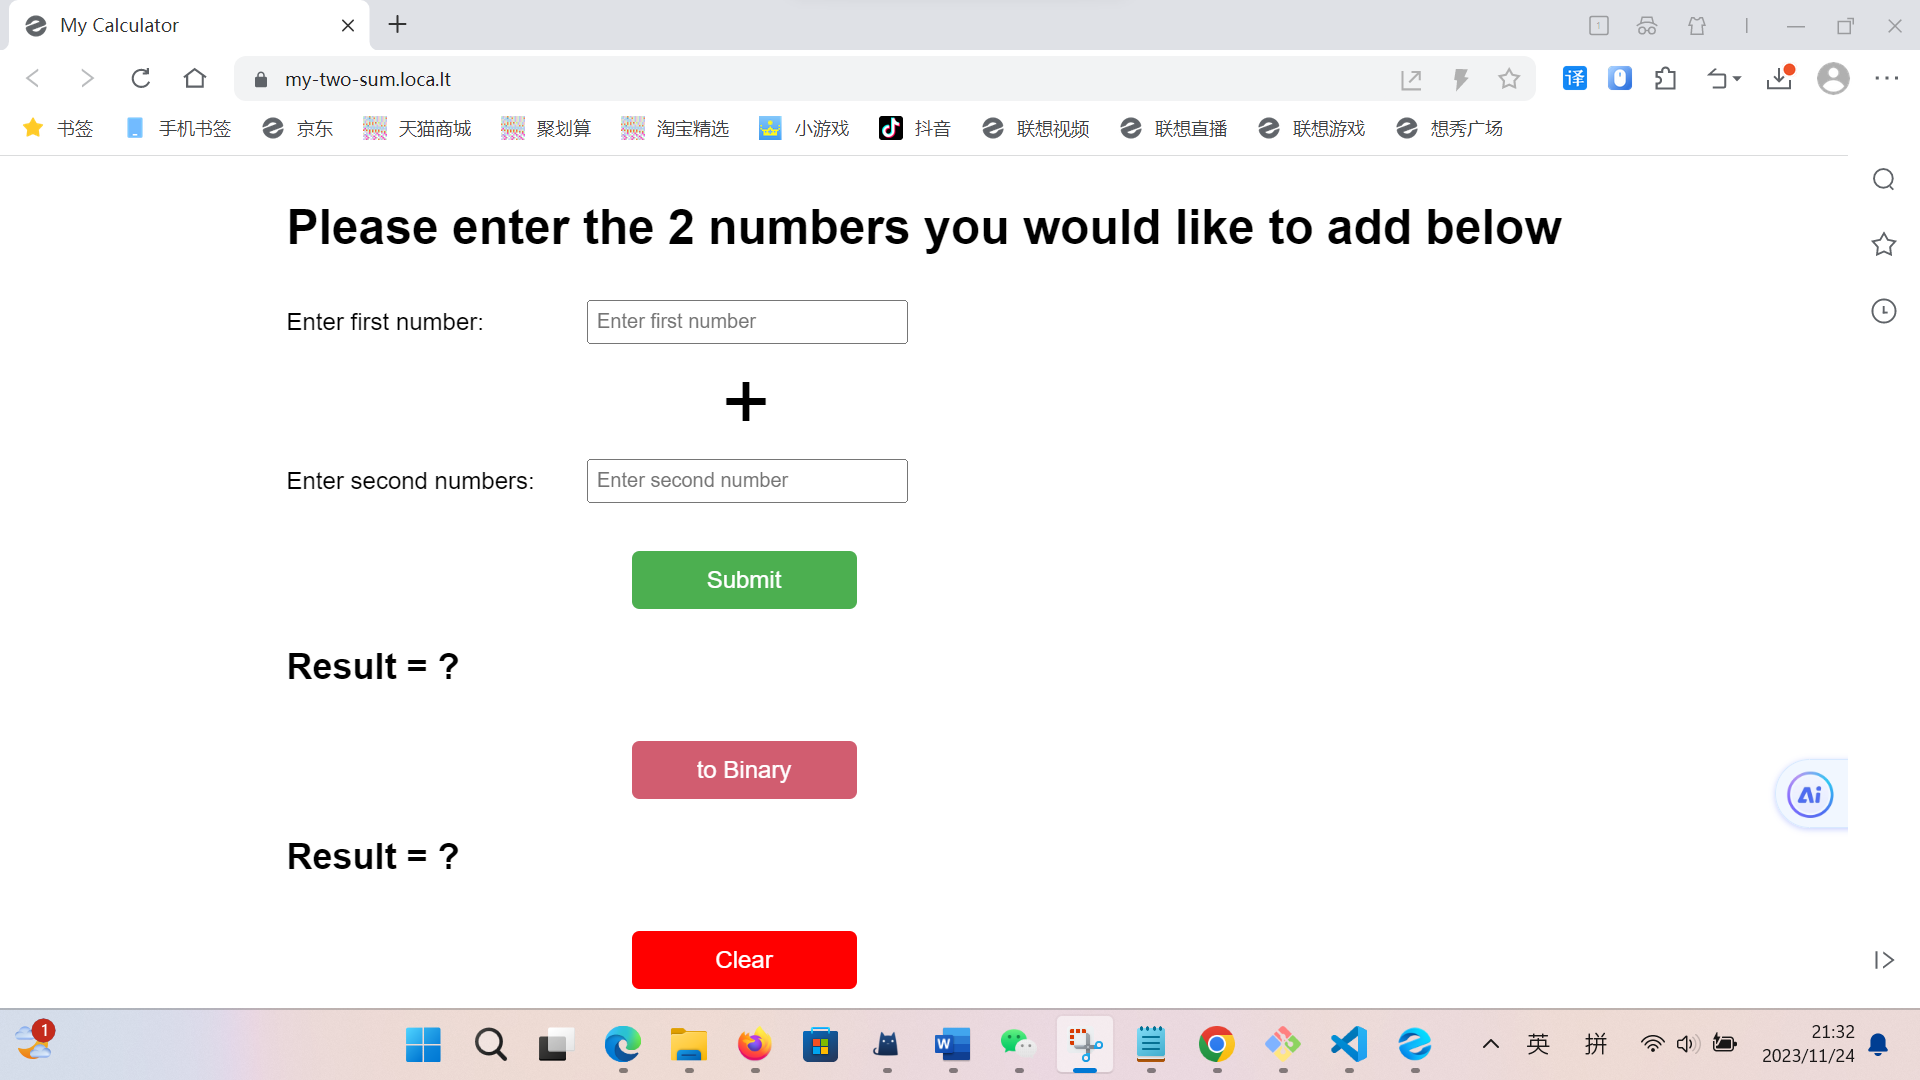 My Calculator
my-two-sum.loca.lt
译
书签 手机书签 京东 天猫商城 聚划算 淘宝精选 小游戏 抖音 联想视频 联想直播 联想游戏 想秀广场
Please enter the 2 numbers you would like to add below
Enter first number: Enter first number
+
Enter second numbers: Enter second number
Submit
Result = ?
to Binary
Ai
Result = ?
Clear
1
W
英 拼
21:32
2023/11/24